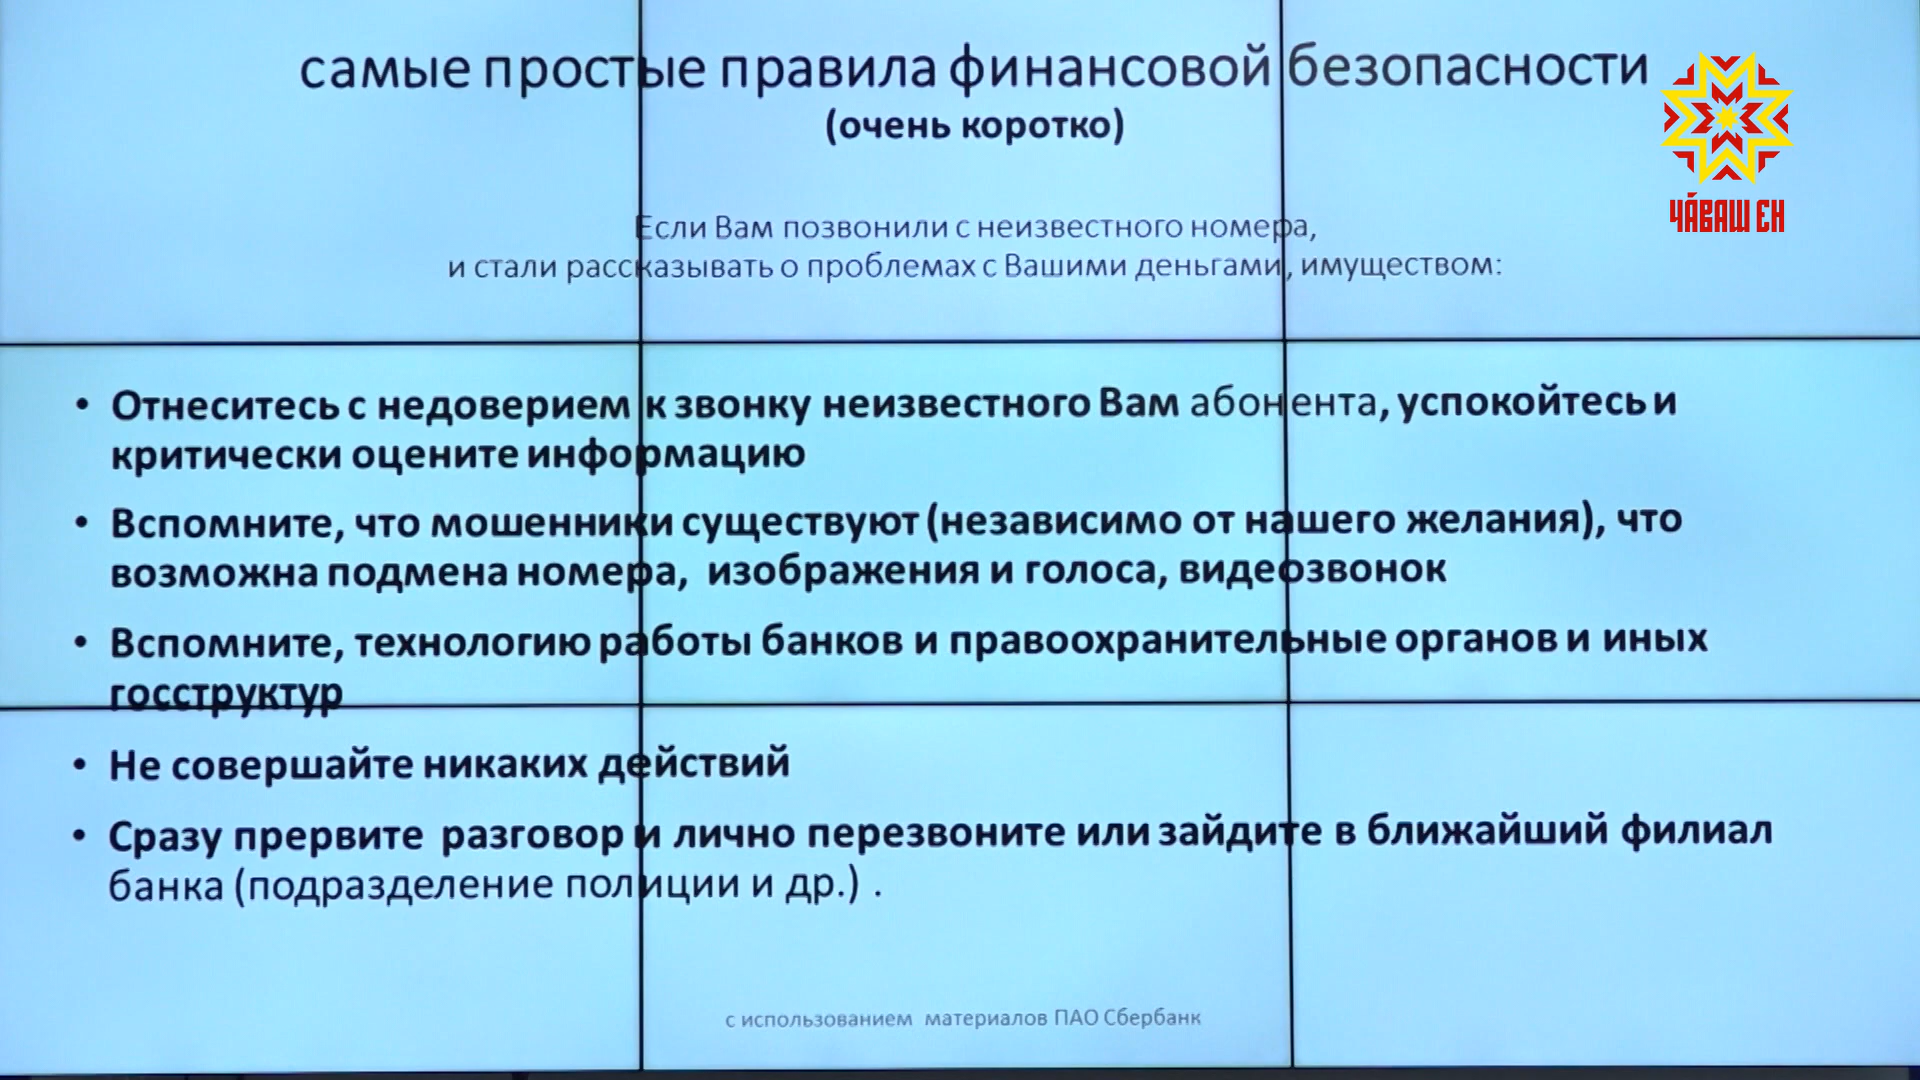 самые простые правила финансовой безопасности
(очень коротко)
ЧӐВАШ ЕН
Если Вам позвонили с неизвестного номера,
и стали рассказывать о проблемах с Вашими деньгами, имуществом:
• Отнеситесь с недоверием к звонку неизвестного Вам абонента, успокойтесь и
критически оцените информацию
• Вспомните, что мошенники существуют (независимо от нашего желания), что
возможна подмена номера, изображения и голоса, видеозвонок
• Вспомните, технологию работы банков и правоохранительные органов и иных
госструктур
• Не совершайте никаких действий
• Сразу прервите разговор и лично перезвоните или зайдите в ближайший филиал
банка (подразделение полиции и др.) .
с использованием материалов ПАО Сбербанк